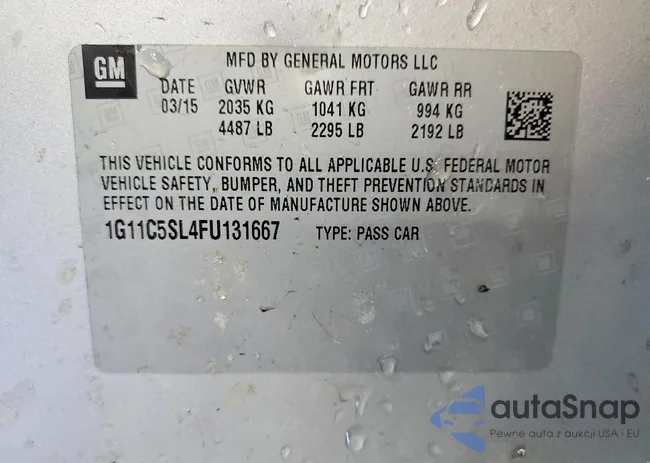 GM
MFD BY GENERAL MOTORS LLC
DATE GVWR GAWR FRT GAWR RR
03/15 2035 KG 1041 KG 994 KG
4487 LB 2295 LB 2192 LB
THIS VEHICLE CONFORMS TO ALL APPLICABLE U.S. FEDERAL MOTOR
VEHICLE SAFETY, BUMPER, AND THEFT PREVENTION STANDARDS IN
EFFECT ON THE DATE OF MANUFACTURE SHOWN ABOVE.
1G11C5SL4FU131667 TYPE: PASS CAR
autoSnap
Pewne auta z aukcji USA i EU